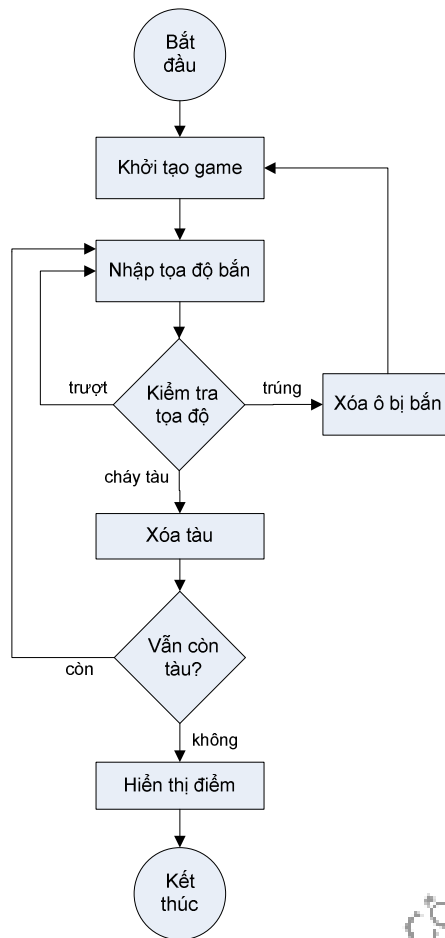 Bắt
đầu
Khởi tạo game
Nhập tọa độ bắn
trượt
Kiểm tra
tọa độ
trúng
Xóa ô bị bắn
cháy tàu
Xóa tàu
Vẫn còn
tàu?
còn
không
Hiển thị điểm
Kết
thúc